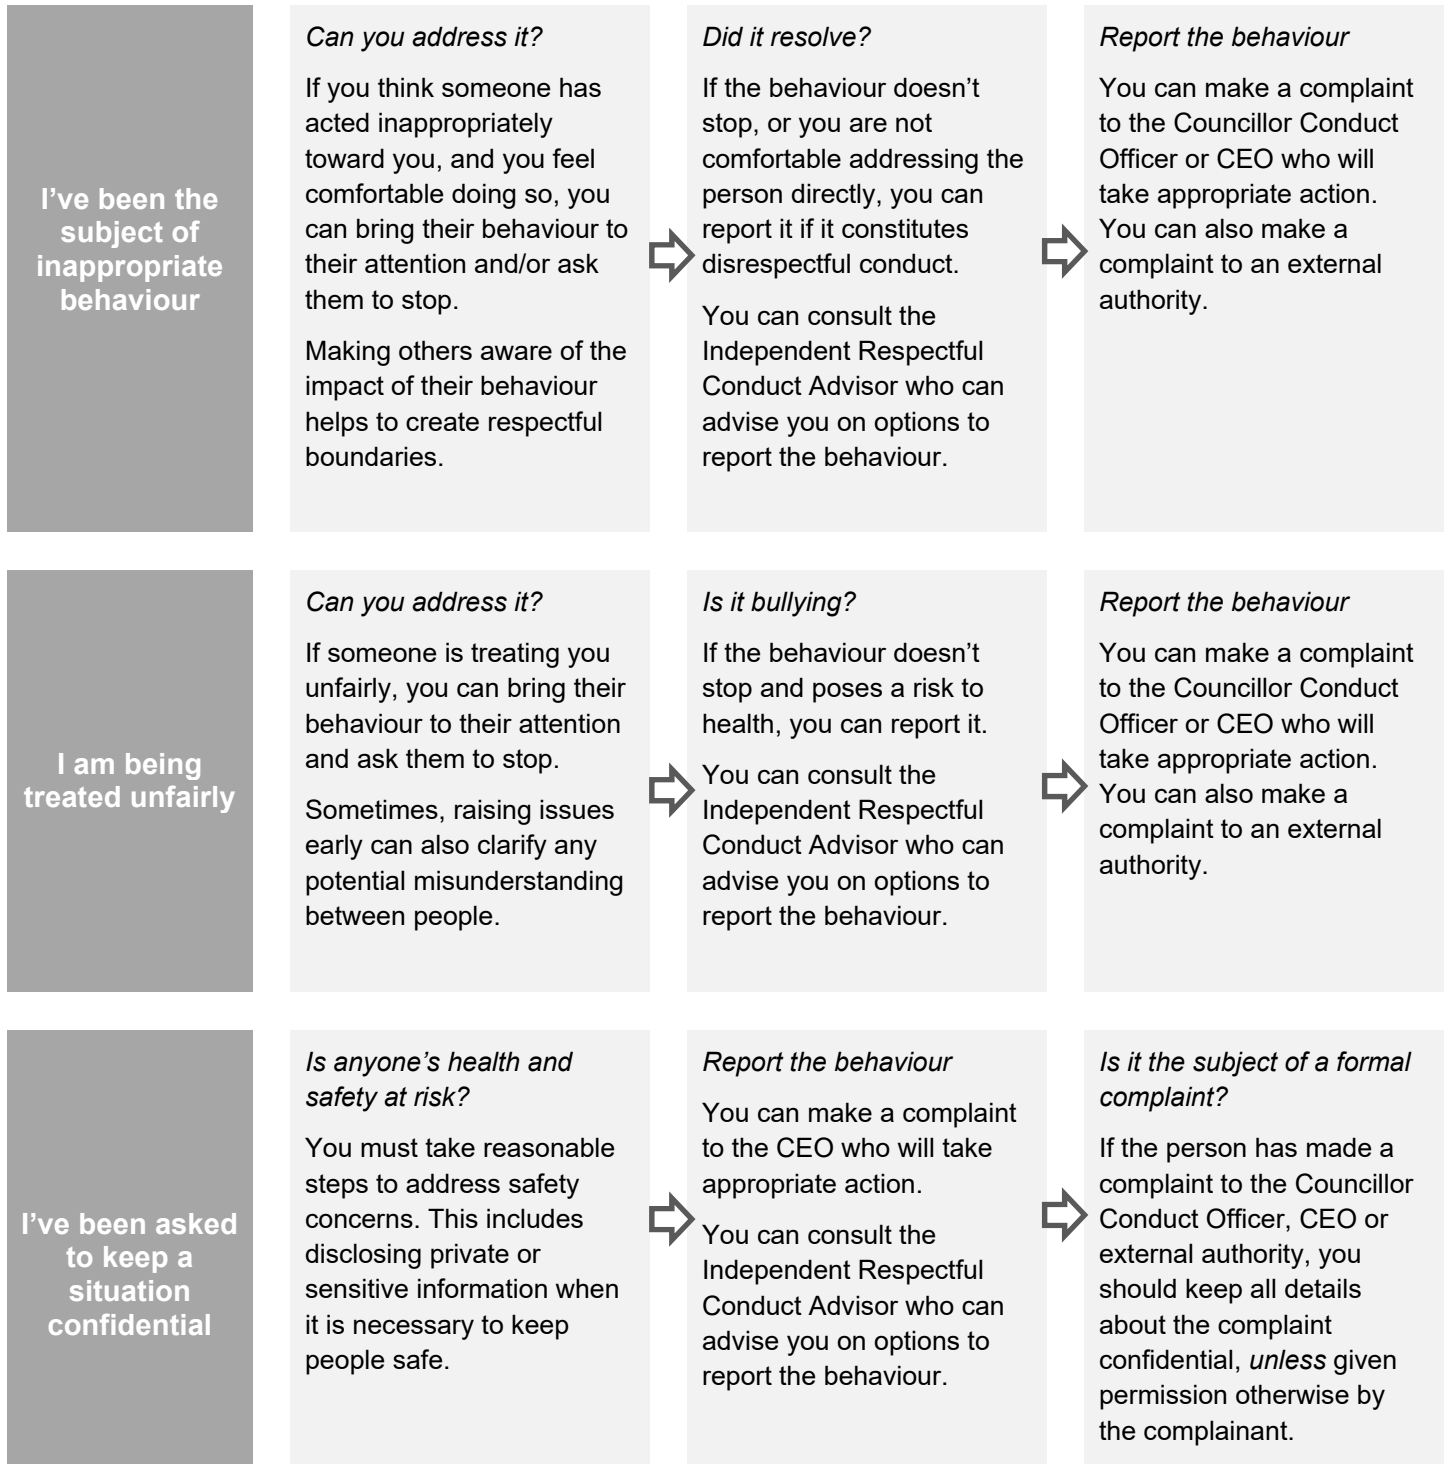 I've been the
subject of
inappropriate
behaviour
Can you address it?
If you think someone has
acted inappropriately
toward you, and you feel
comfortable doing so, you
can bring their behaviour to
their attention and/or ask
them to stop.
Making others aware of the
impact of their behaviour
helps to create respectful
boundaries.
Did it resolve?
If the behaviour doesn't
stop, or you are not
comfortable addressing the
person directly, you can
report it if it constitutes
disrespectful conduct.
You can consult the
Independent Respectful
Conduct Advisor who can
advise you on options to
report the behaviour.
Report the behaviour
You can make a complaint
to the Councillor Conduct
Officer or CEO who will
take appropriate action.
You can also make a
complaint to an external
authority.
I am being
treated unfairly
Can you address it?
If someone is treating you
unfairly, you can bring their
behaviour to their attention
and ask them to stop.
Sometimes, raising issues
early can also clarify any
potential misunderstanding
between people.
Is it bullying?
If the behaviour doesn't
stop and poses a risk to
health, you can report it.
You can consult the
Independent Respectful
Conduct Advisor who can
advise you on options to
report the behaviour.
Report the behaviour
You can make a complaint
to the Councillor Conduct
Officer or CEO who will
take appropriate action.
You can also make a
complaint to an external
authority.
I've been asked
to keep a
situation
confidential
Is anyone's health and
safety at risk?
You must take reasonable
steps to address safety
concerns. This includes
disclosing private or
sensitive information when
it is necessary to keep
people safe.
Report the behaviour
You can make a complaint
to the CEO who will take
appropriate action.
You can consult the
Independent Respectful
Conduct Advisor who can
advise you on options to
report the behaviour.
Is it the subject of a formal
complaint?
If the person has made a
complaint to the Councillor
Conduct Officer, CEO or
external authority, you
should keep all details
about the complaint
confidential, unless given
permission otherwise by
the complainant.